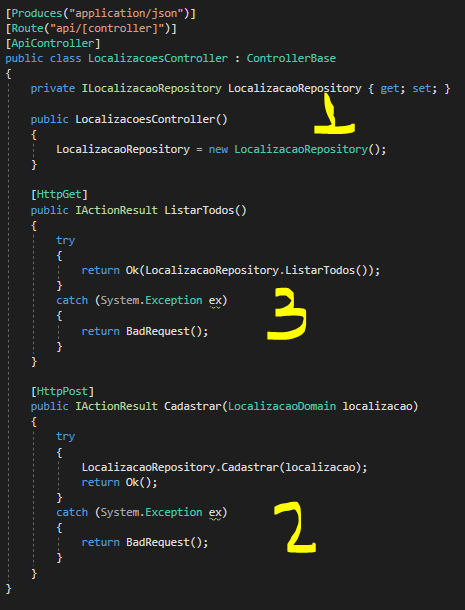 [Produces("application/json")]
[Route("api/[controller]")]
[ApiController]
public class LocalizacoesController : ControllerBase
{
private ILocalizacaoRepository LocalizacaoRepository { get; set; }
1
public LocalizacoesController()
{
LocalizacaoRepository = new LocalizacaoRepository();
}
[HttpGet]
public IActionResult ListarTodos()
{
try
{
return Ok(LocalizacaoRepository.ListarTodos());
}
catch (System.Exception ex)
{
3
return BadRequest();
}
}
[HttpPost]
public IActionResult Cadastrar(LocalizacaoDomain localizacao)
{
try
{
LocalizacaoRepository.Cadastrar(localizacao);
return Ok();
}
catch (System.Exception ex)
{
2
return BadRequest();
}
}
}